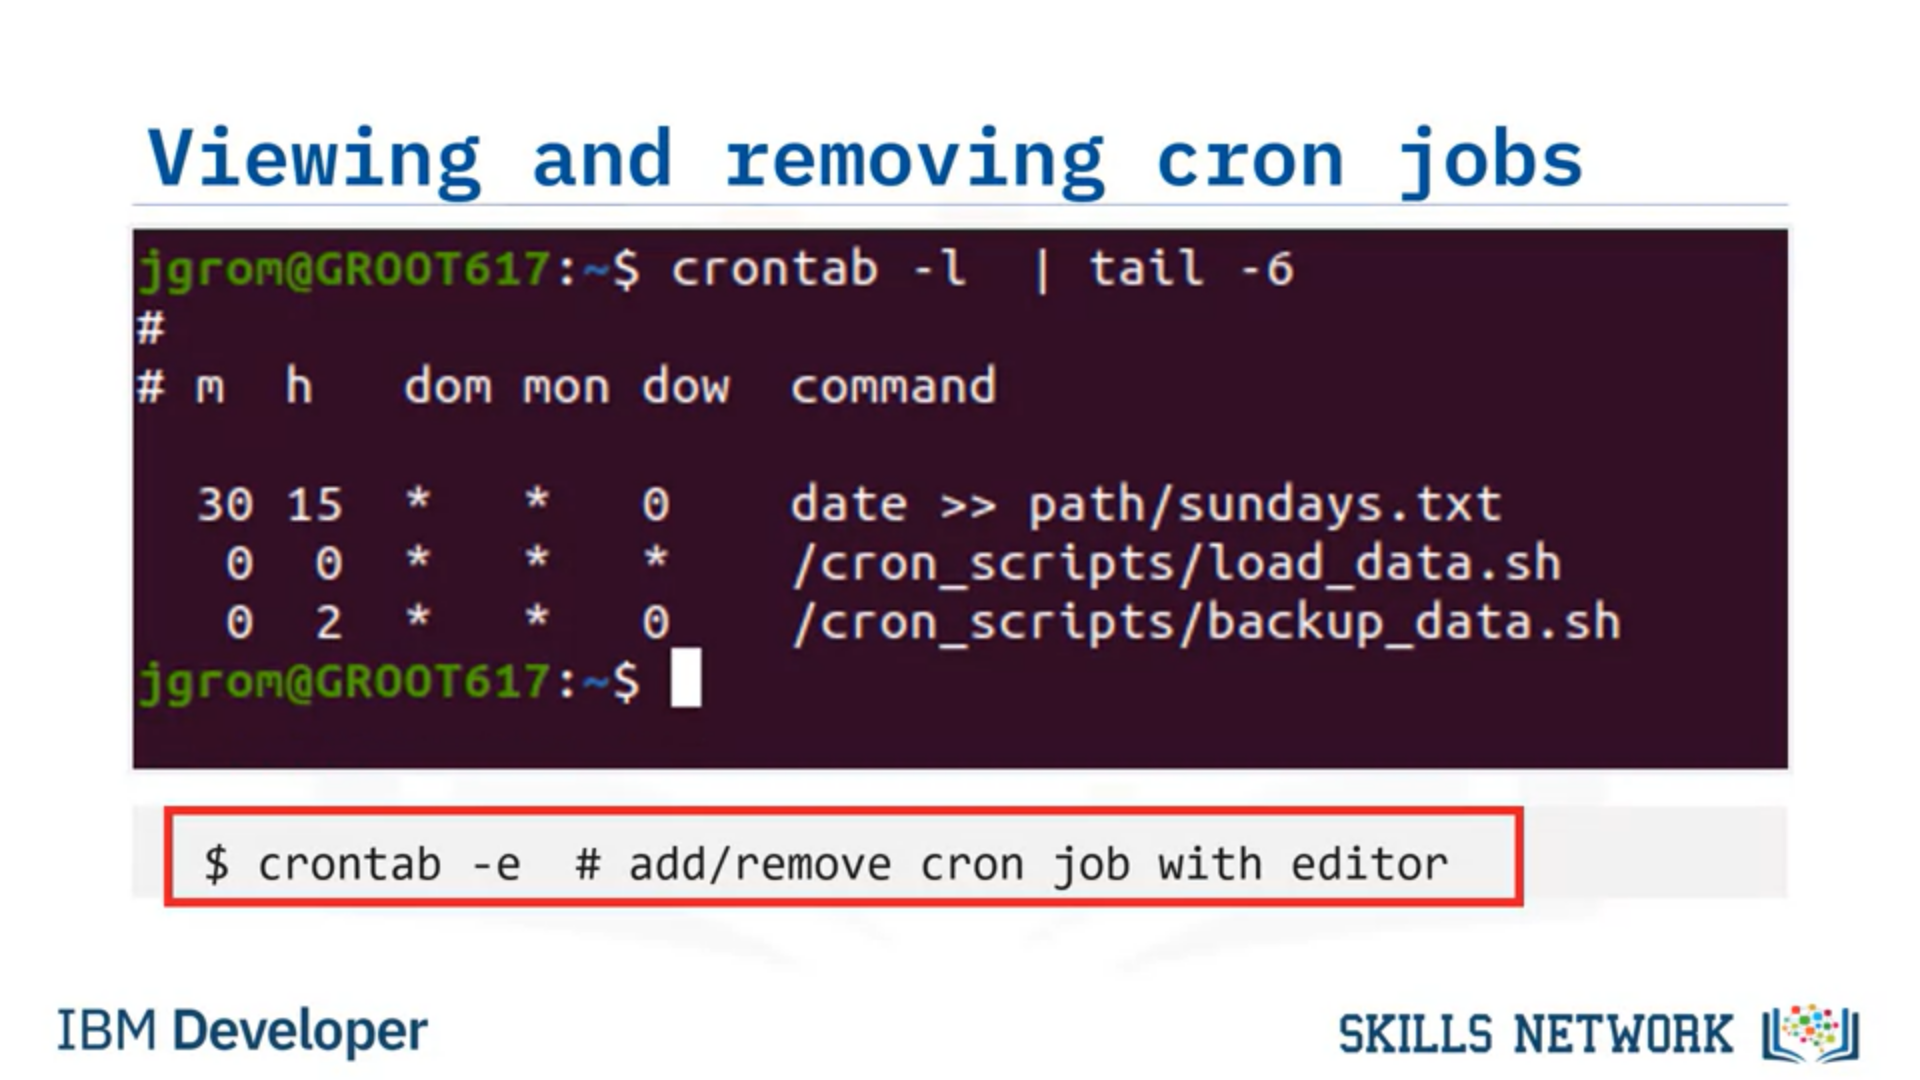 Viewing and removing cron jobs
jgrom@GROOT617:~$ crontab -l  | tail -6
#
# m  h   dom mon dow  command
30 15  *   *   0    date >> path/sundays.txt
0  0  *   *   *    /cron_scripts/load_data.sh
0  2  *   *   0    /cron_scripts/backup_data.sh
jgrom@GROOT617:~$
$ crontab -e  # add/remove cron job with editor
IBM Developer
SKILLS NETWORK